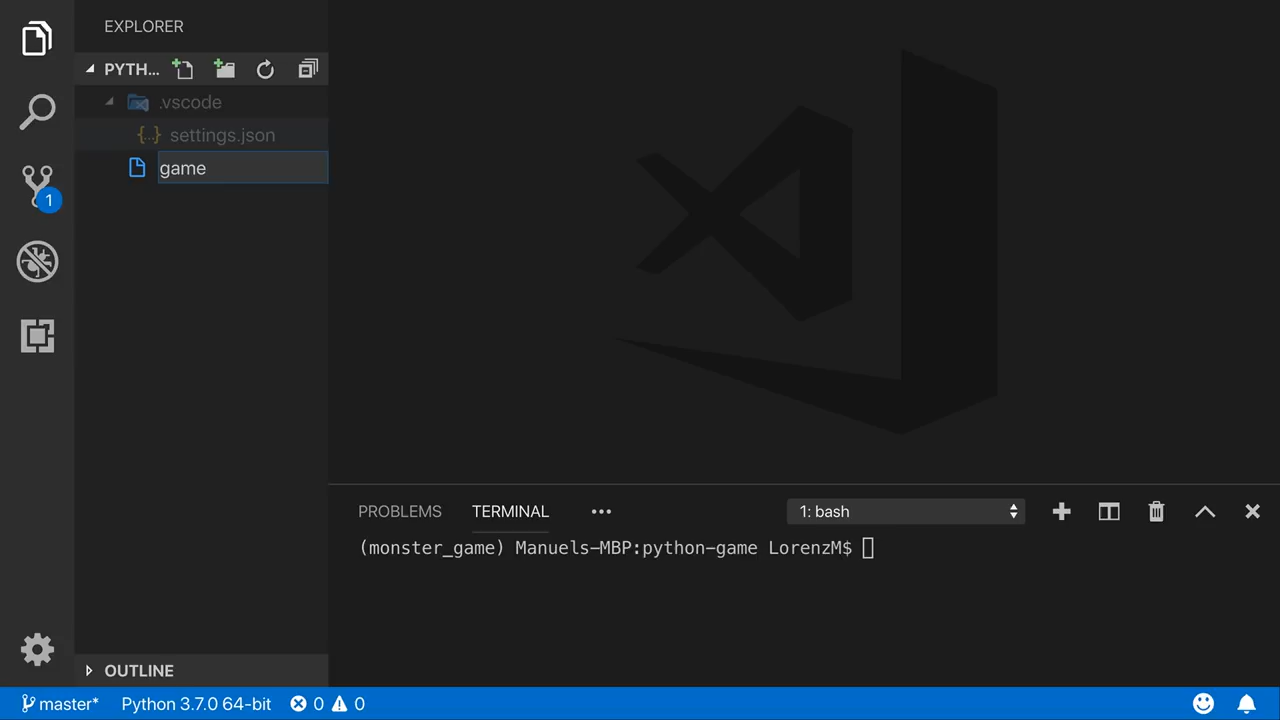 EXPLORER
PYTH...
.vscode
{..} settings.json
game
1
OUTLINE
PROBLEMS TERMINAL ... 1: bash
(monster_game) Manuels-MBP:python-game LorenzM$
master* Python 3.7.0 64-bit 0 0